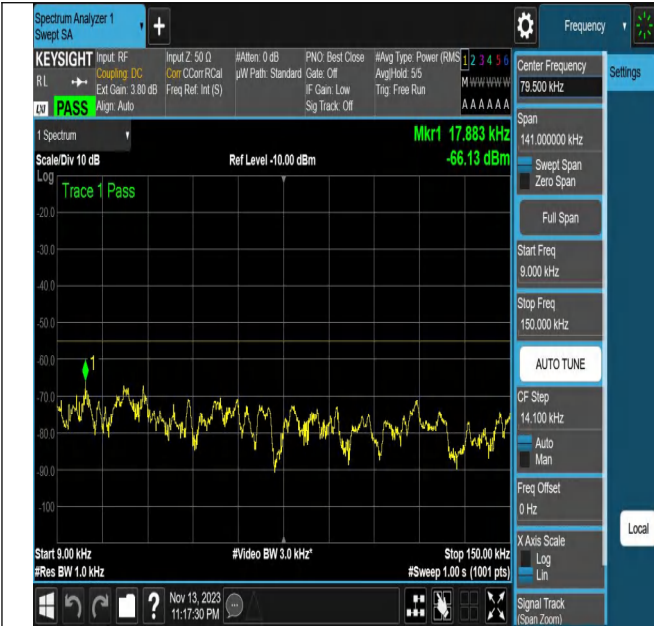 Spectrum Analyzer 1
Swept SA
+
Frequency
KEYSIGHT
Input: RF
Coupling: DC
Ext Gain: 3.80 dB
Align: Auto
RL
LXI
PASS
Input Z: 50 Ω
Corr CCorr RCal
Freq Ref: Int (S)
#Atten: 0 dB
µW Path: Standard
PNO: Best Close
Gate: Off
IF Gain: Low
Sig Track: Off
#Avg Type: Power (RMS
Avg|Hold: 5/5
Trig: Free Run
1 2 3 4 5 6
M W W W W W
A A A A A A
1 Spectrum
Scale/Div 10 dB
Ref Level -10.00 dBm
Mkr1 17.883 kHz
-66.13 dBm
Log
Trace 1 Pass
-20.0
-30.0
-40.0
-50.0
-60.0
-70.0
-80.0
-90.0
-100
1
Start 9.00 kHz
#Video BW 3.0 kHz*
Stop 150.00 kHz
#Res BW 1.0 kHz
#Sweep 1.00 s (1001 pts)
?
Nov 13, 2023
11:17:30 PM
Center Frequency
79.500 kHz
Settings
Span
141.000000 kHz
Swept Span
Zero Span
Full Span
Start Freq
9.000 kHz
Stop Freq
150.000 kHz
AUTO TUNE
CF Step
14.100 kHz
Auto
Man
Freq Offset
0 Hz
Local
X Axis Scale
Log
Lin
Signal Track
(Span Zoom)